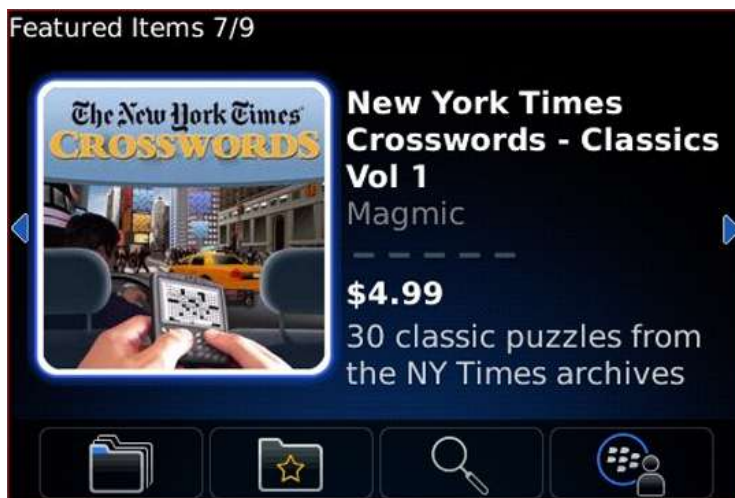 Featured Items 7/9
The New York Times
CROSSWORDS
New York Times
Crosswords - Classics
Vol 1
Magmic
$4.99
30 classic puzzles from
the NY Times archives